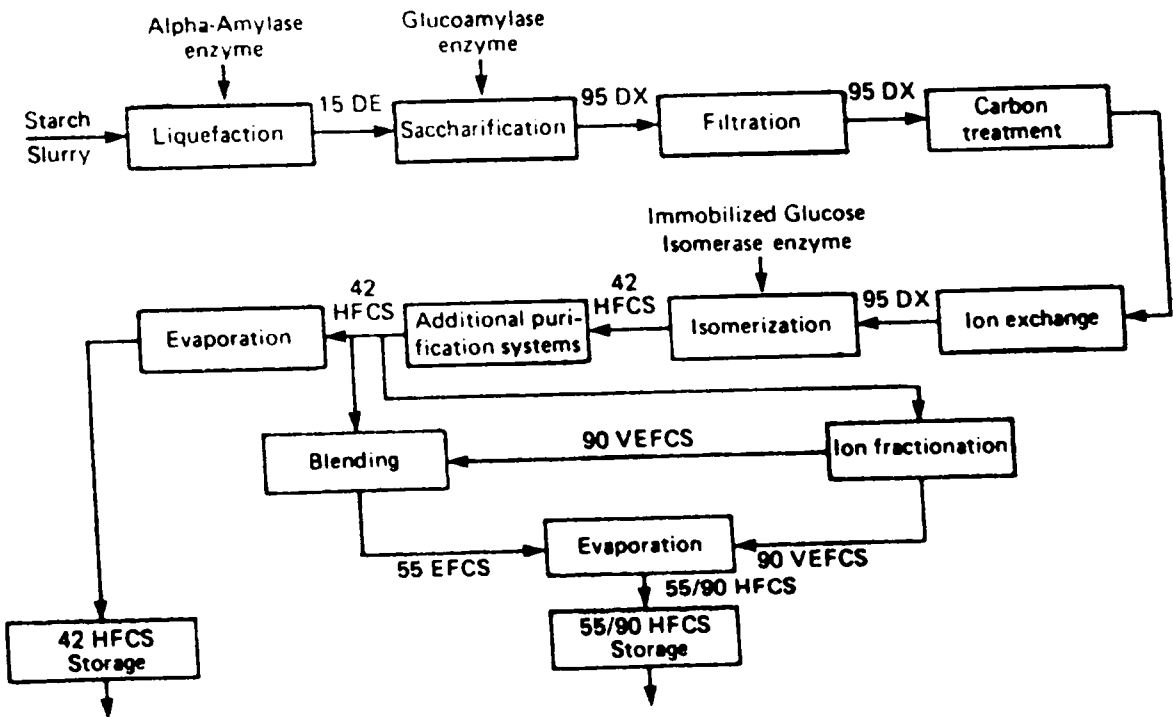 Alpha-Amylase
enzyme
Glucoamylase
enzyme
Starch
Slurry
Liquefaction
15 DE
Saccharification
95 DX
Filtration
95 DX
Carbon
treatment
Immobilized Glucose
Isomerase enzyme
Evaporation
42
HFCS
Additional puri-
fication systems
42
HFCS
Isomerization
95 DX
Ion exchange
Blending
90 VEFCS
Ion fractionation
55 EFCS
Evaporation
90 VEFCS
55/90 HFCS
42 HFCS
Storage
55/90 HFCS
Storage